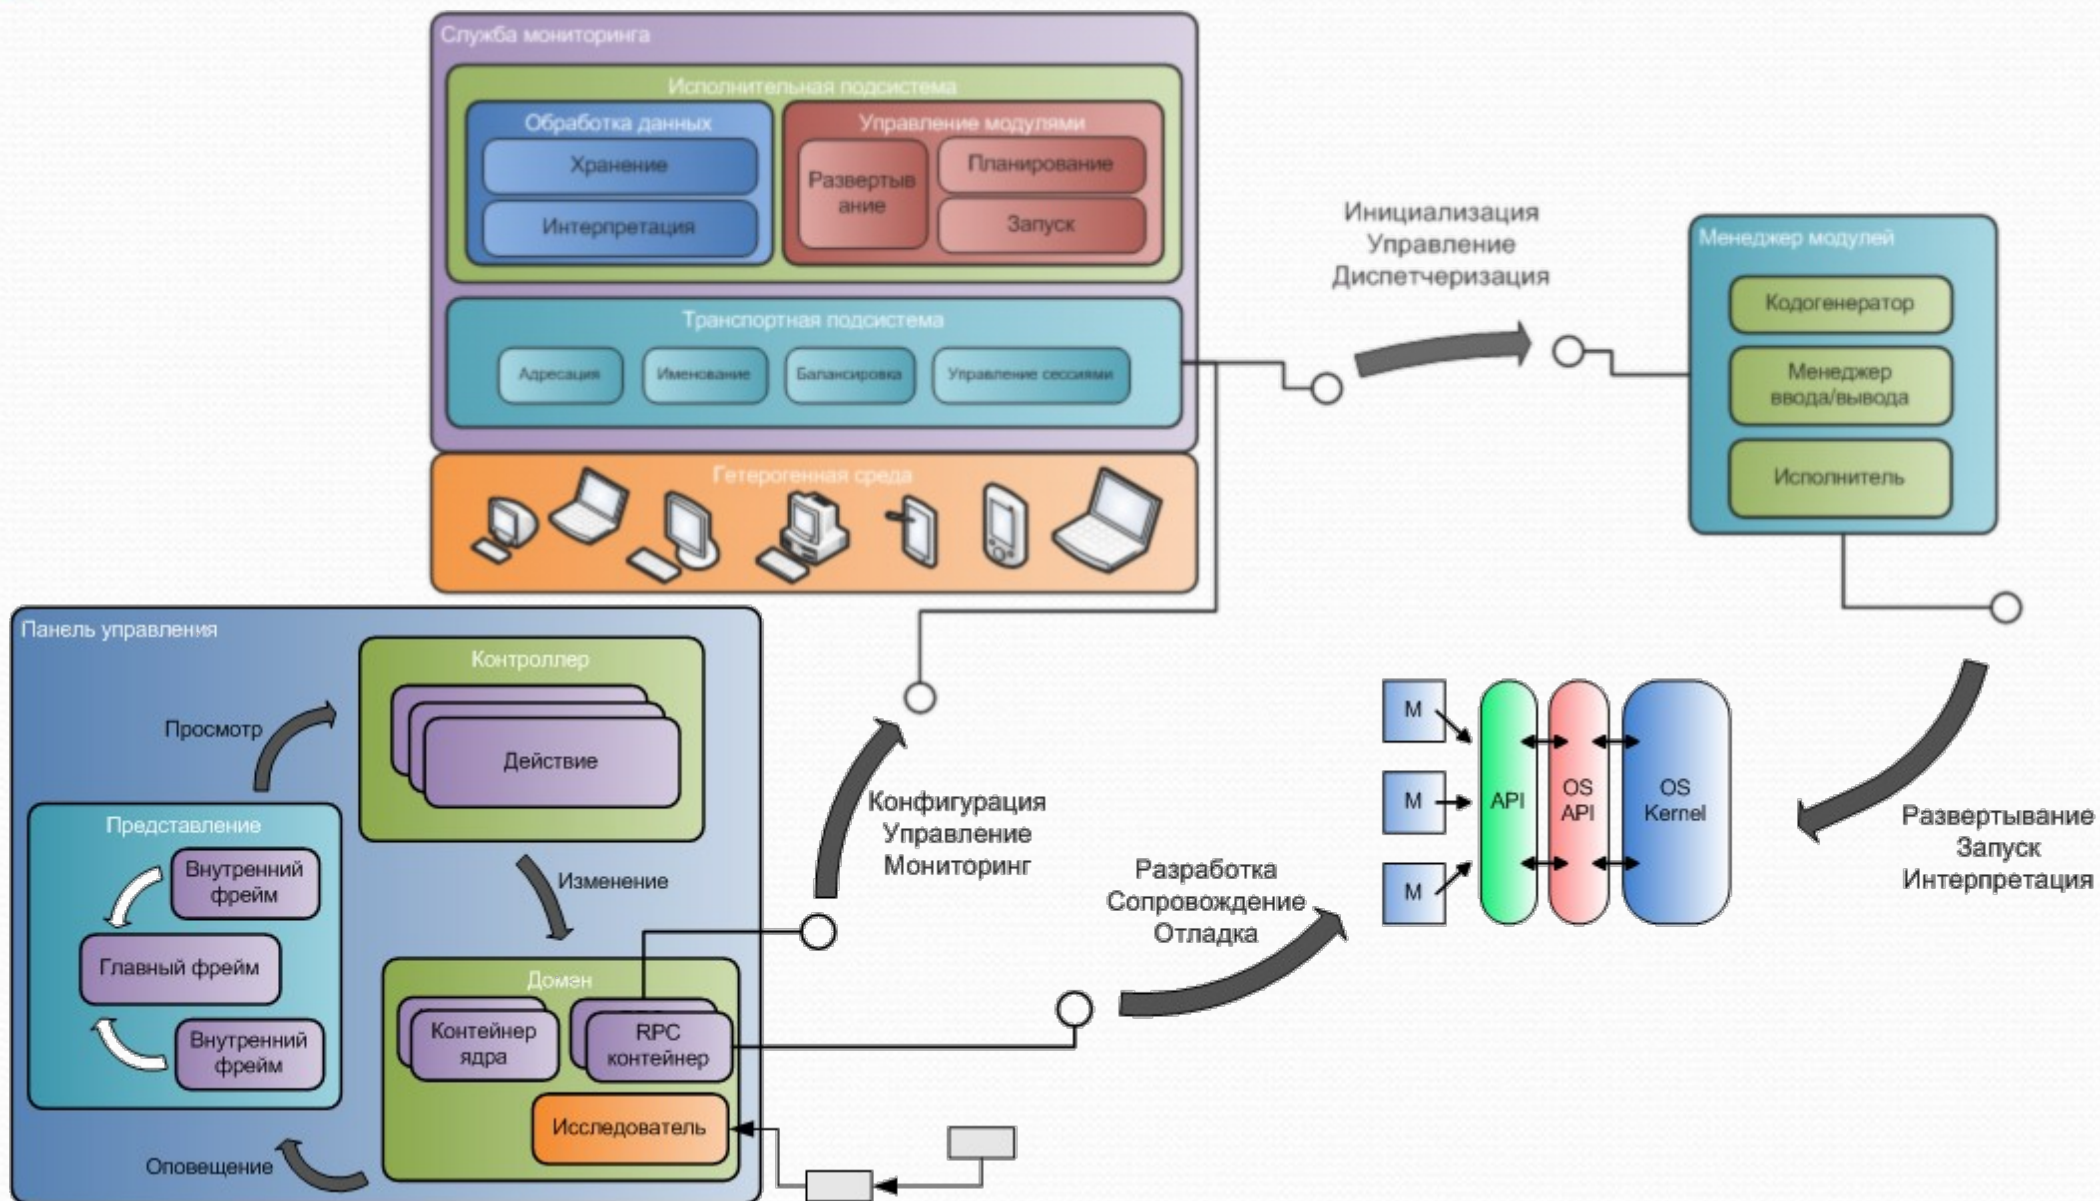 Служба мониторинга
Исполнительная подсистема
Обработка данных
Хранение
Интерпретация
Управление модулями
Развертыв
ание
Планирование
Запуск
Транспортная подсистема
Адресация
Именование
Балансировка
Управление сессиями
Гетерогенная среда
Инициализация
Управление
Диспетчеризация
Менеджер модулей
Кодогенератор
Менеджер
ввода/вывода
Исполнитель
Панель управления
Контроллер
Действие
Просмотр
Представление
Внутренний
фрейм
Главный фрейм
Внутренний
фрейм
Изменение
Домэн
Контейнер
ядра
RPC
контейнер
Исследователь
Оповещение
Конфигурация
Управление
Мониторинг
Разработка
Сопровождение
Отладка
M
M
M
API
OS
API
OS
Kernel
Развертывание
Запуск
Интерпретация